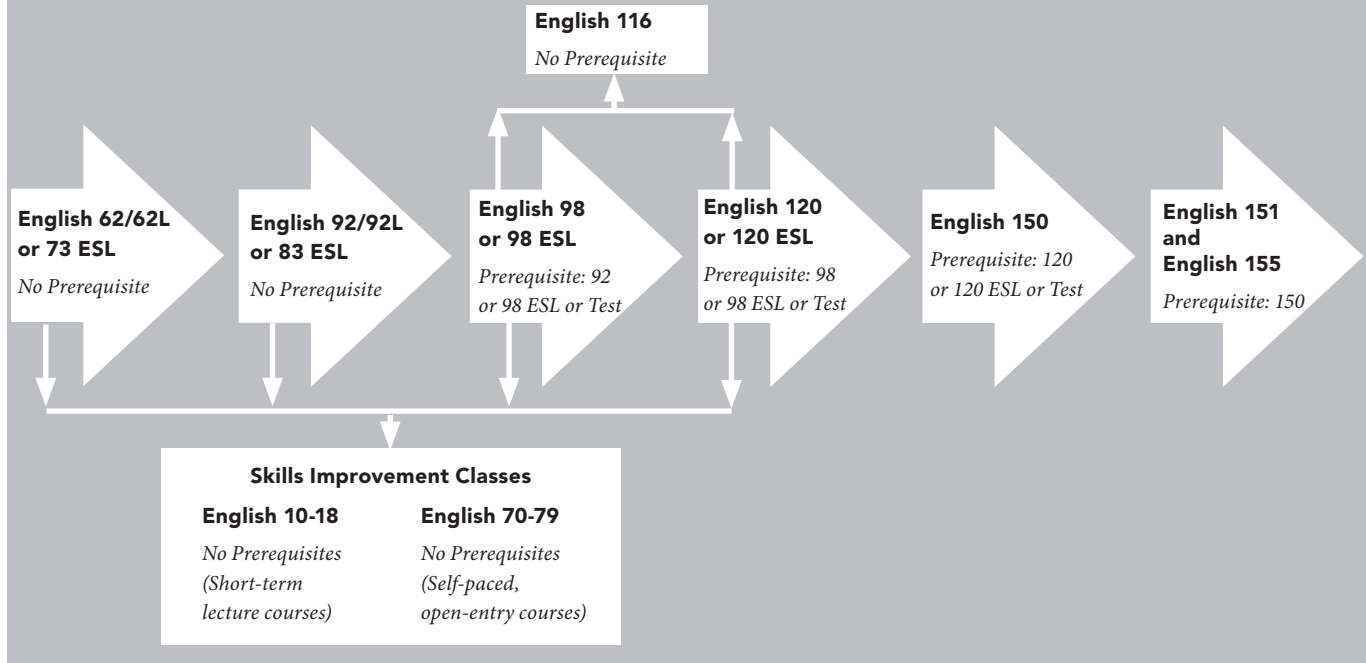 English 116
No Prerequisite
English 62/62L
or 73 ESL
No Prerequisite
English 92/92L
or 83 ESL
No Prerequisite
English 98
or 98 ESL
Prerequisite: 92
or 98 ESL or Test
English 120
or 120 ESL
Prerequisite: 98
or 98 ESL or Test
English 150
Prerequisite: 120
or 120 ESL or Test
English 151
and
English 155
Prerequisite: 150
Skills Improvement Classes
English 10-18
No Prerequisites
(Short-term
lecture courses)
English 70-79
No Prerequisites
(Self-paced,
open-entry courses)